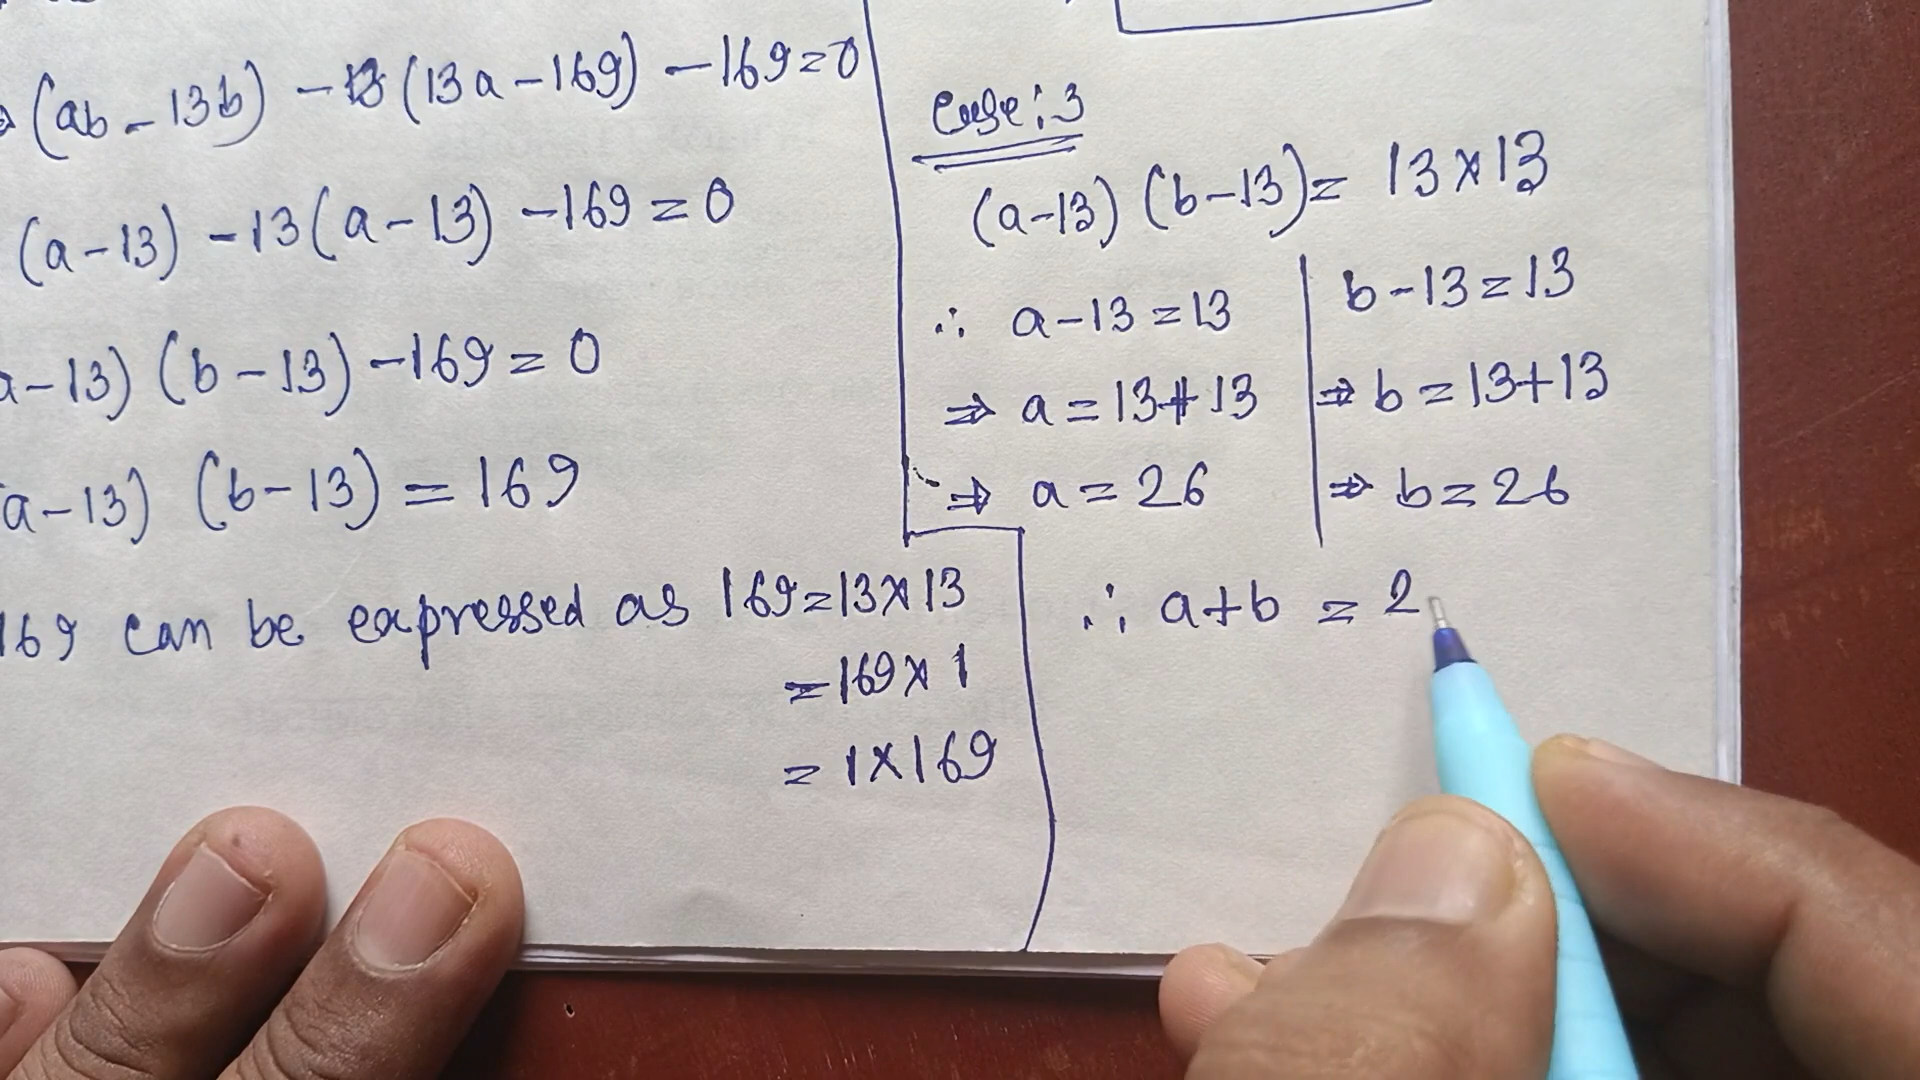 (ab - 13b) - 13 (13a - 169) - 169 = 0
(a - 13) - 13 (a - 13) - 169 = 0
a - 13) (b - 13) - 169 = 0
a - 13) (b - 13) = 169
169 can be expressed as 169 = 13 × 13
= 169 × 1
= 1 × 169
Case: 3
(a-13) (b-13) = 13 × 13
∴ a - 13 = 13
⇒ a = 13 + 13
⇒ a = 26
b - 13 = 13
⇒ b = 13 + 13
⇒ b = 26
∴ a + b = 2